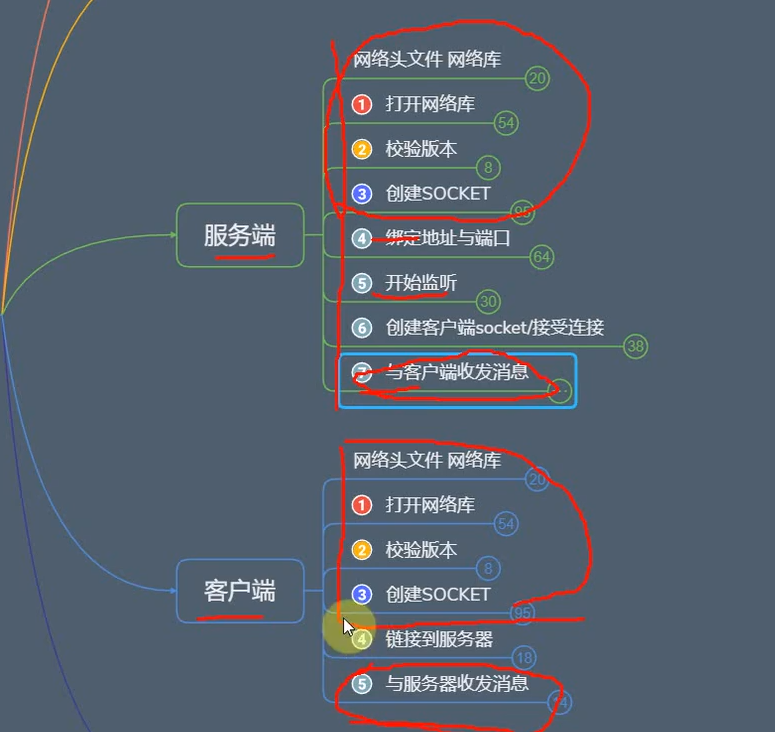 服务端
网络头文件 网络库
20
1 打开网络库
54
2 校验版本
8
3 创建SOCKET
95
4 绑定地址与端口
64
5 开始监听
30
6 创建客户端socket/接受连接
38
7 与客户端收发消息
客户端
网络头文件 网络库
20
1 打开网络库
54
2 校验版本
8
3 创建SOCKET
95
4 链接到服务器
18
5 与服务器收发消息